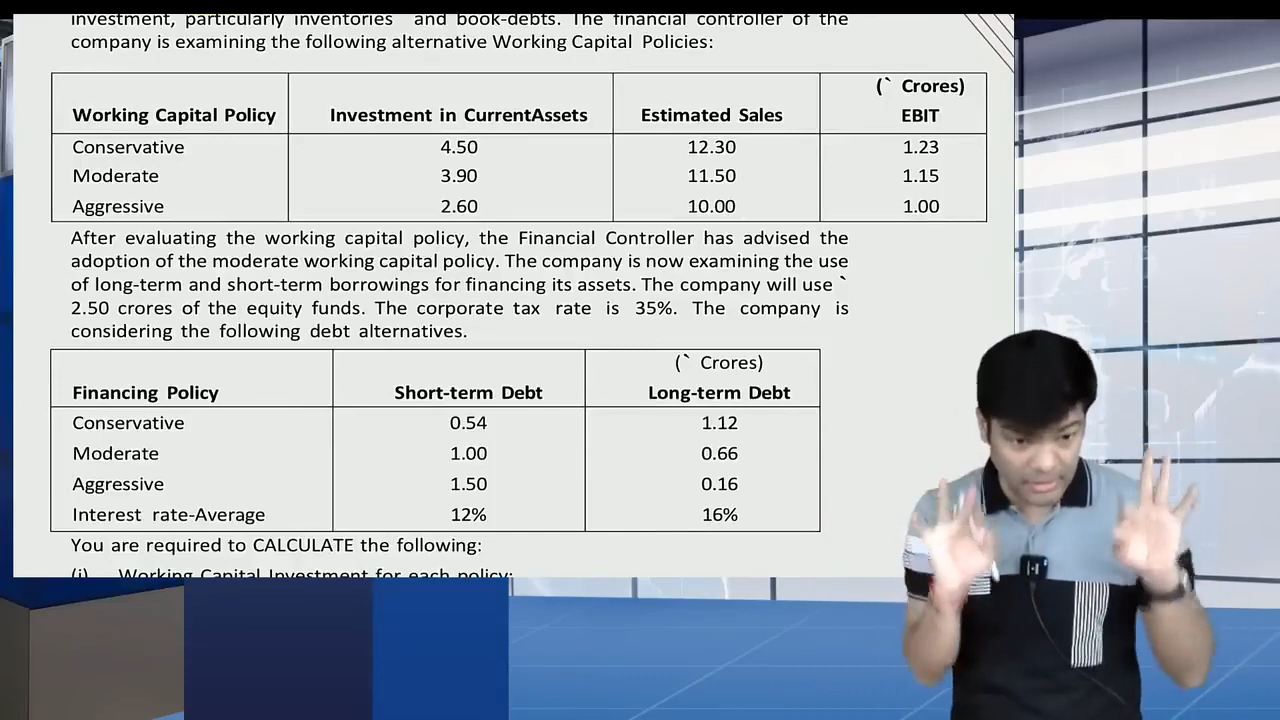 investment, particularly inventories and book-debts. The financial controller of the
company is examining the following alternative Working Capital Policies:
(` Crores)
Working Capital Policy Investment in CurrentAssets Estimated Sales EBIT
Conservative 4.50 12.30 1.23
Moderate 3.90 11.50 1.15
Aggressive 2.60 10.00 1.00
After evaluating the working capital policy, the Financial Controller has advised the
adoption of the moderate working capital policy. The company is now examining the use
of long-term and short-term borrowings for financing its assets. The company will use `
2.50 crores of the equity funds. The corporate tax rate is 35%. The company is
considering the following debt alternatives.
(` Crores)
Financing Policy Short-term Debt Long-term Debt
Conservative 0.54 1.12
Moderate 1.00 0.66
Aggressive 1.50 0.16
Interest rate-Average 12% 16%
You are required to CALCULATE the following:
(i) Working Capital Investment for each policy: